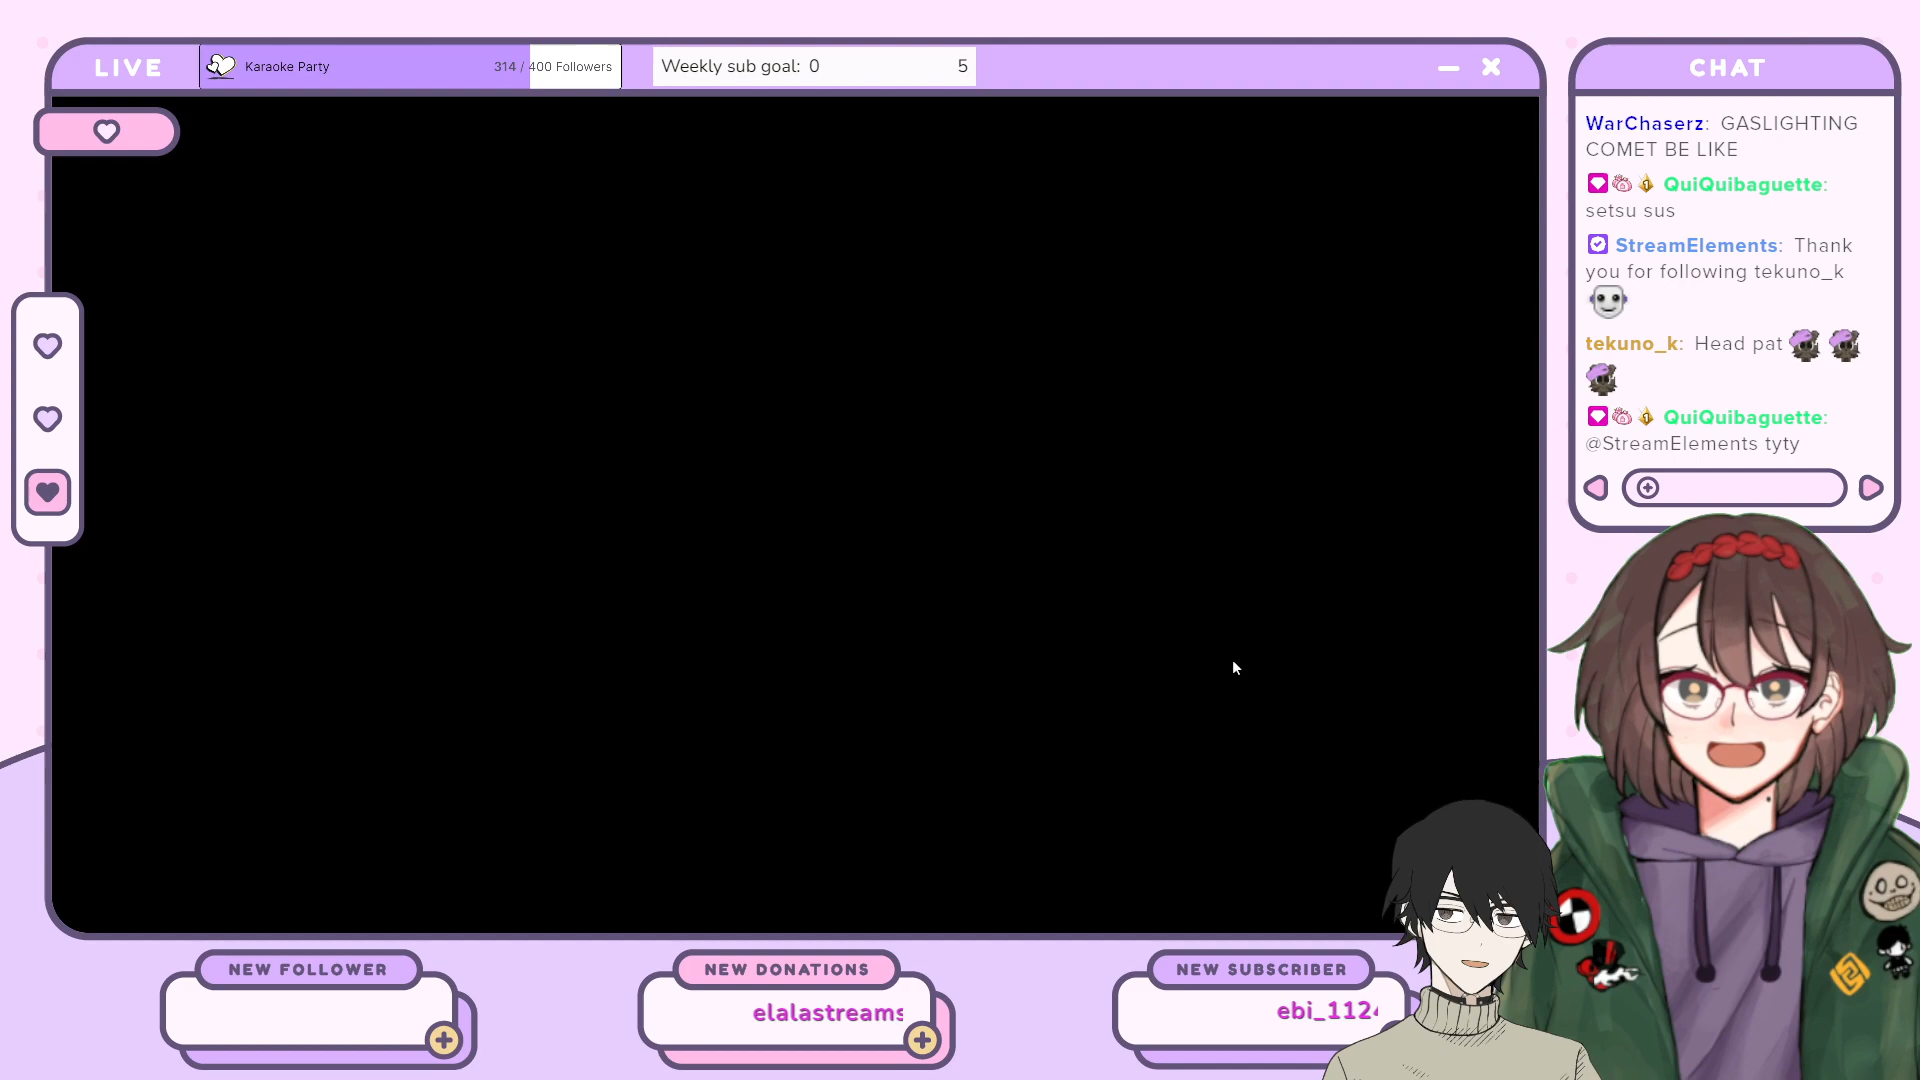 LIVE
Karaoke Party 314 / 400 Followers
Weekly sub goal: 0 5
CHAT
WarChaserz: GASLIGHTING
COMET BE LIKE
QuiQuibaguette:
setsu sus
StreamElements: Thank
you for following tekuno_k
tekuno_k: Head pat
QuiQuibaguette:
@StreamElements tyty
NEW FOLLOWER
NEW DONATIONS
elalastreams
NEW SUBSCRIBER
ebi_112